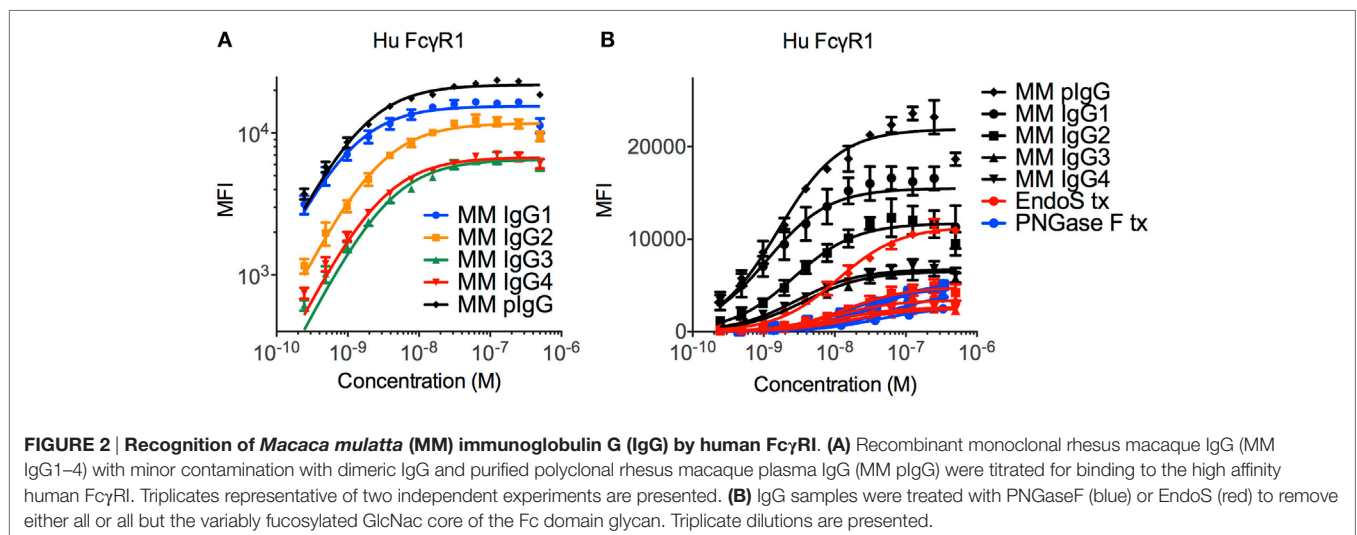 A
Hu FcγR1
MFI
10⁴
10³
MM IgG1
MM IgG2
MM IgG3
MM IgG4
MM pIgG
10⁻¹⁰ 10⁻⁹ 10⁻⁸ 10⁻⁷ 10⁻⁶
Concentration (M)
B
Hu FcγR1
MFI
20000
10000
0
10⁻¹⁰ 10⁻⁹ 10⁻⁸ 10⁻⁷ 10⁻⁶
Concentration (M)
MM pIgG
MM IgG1
MM IgG2
MM IgG3
MM IgG4
EndoS tx
PNGase F tx
FIGURE 2 | Recognition of Macaca mulatta (MM) immunoglobulin G (IgG) by human FcγRI. (A) Recombinant monoclonal rhesus macaque IgG (MM
IgG1–4) with minor contamination with dimeric IgG and purified polyclonal rhesus macaque plasma IgG (MM pIgG) were titrated for binding to the high affinity
human FcγRI. Triplicates representative of two independent experiments are presented. (B) IgG samples were treated with PNGaseF (blue) or EndoS (red) to remove
either all or all but the variably fucosylated GlcNac core of the Fc domain glycan. Triplicate dilutions are presented.